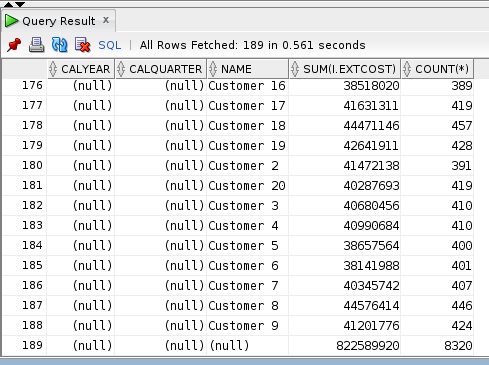 Query Result x
SQL | All Rows Fetched: 189 in 0.561 seconds
CALYEAR CALQUARTER NAME SUM(I.EXTCOST) COUNT(*)
176 (null) (null) Customer 16 38518020 389
177 (null) (null) Customer 17 41631311 419
178 (null) (null) Customer 18 44471146 457
179 (null) (null) Customer 19 42641911 428
180 (null) (null) Customer 2 41472138 391
181 (null) (null) Customer 20 40287693 419
182 (null) (null) Customer 3 40680456 410
183 (null) (null) Customer 4 40990684 410
184 (null) (null) Customer 5 38657564 400
185 (null) (null) Customer 6 38141988 401
186 (null) (null) Customer 7 40345742 407
187 (null) (null) Customer 8 44576414 446
188 (null) (null) Customer 9 41201776 424
189 (null) (null) (null) 822589920 8320